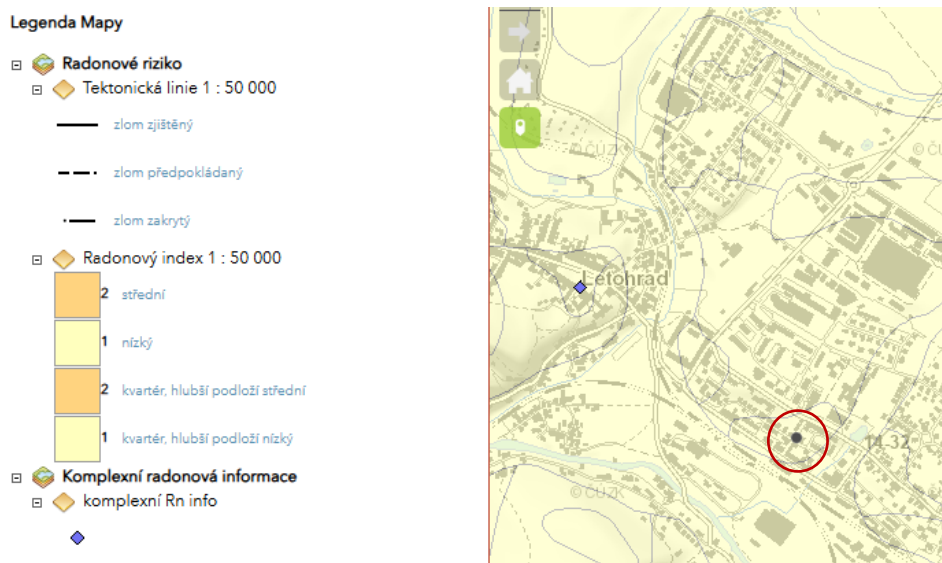 Legenda Mapy
Radonové riziko
Tektonická linie 1 : 50 000
zlom zjištěný
zlom předpokládaný
zlom zakrytý
Radonový index 1 : 50 000
2 střední
1 nízký
2 kvartér, hlubší podloží střední
1 kvartér, hlubší podloží nízký
Komplexní radonová informace
komplexní Rn info
©ČÚZK
©ČÚ
Letohrad
14.32
©ČÚZK